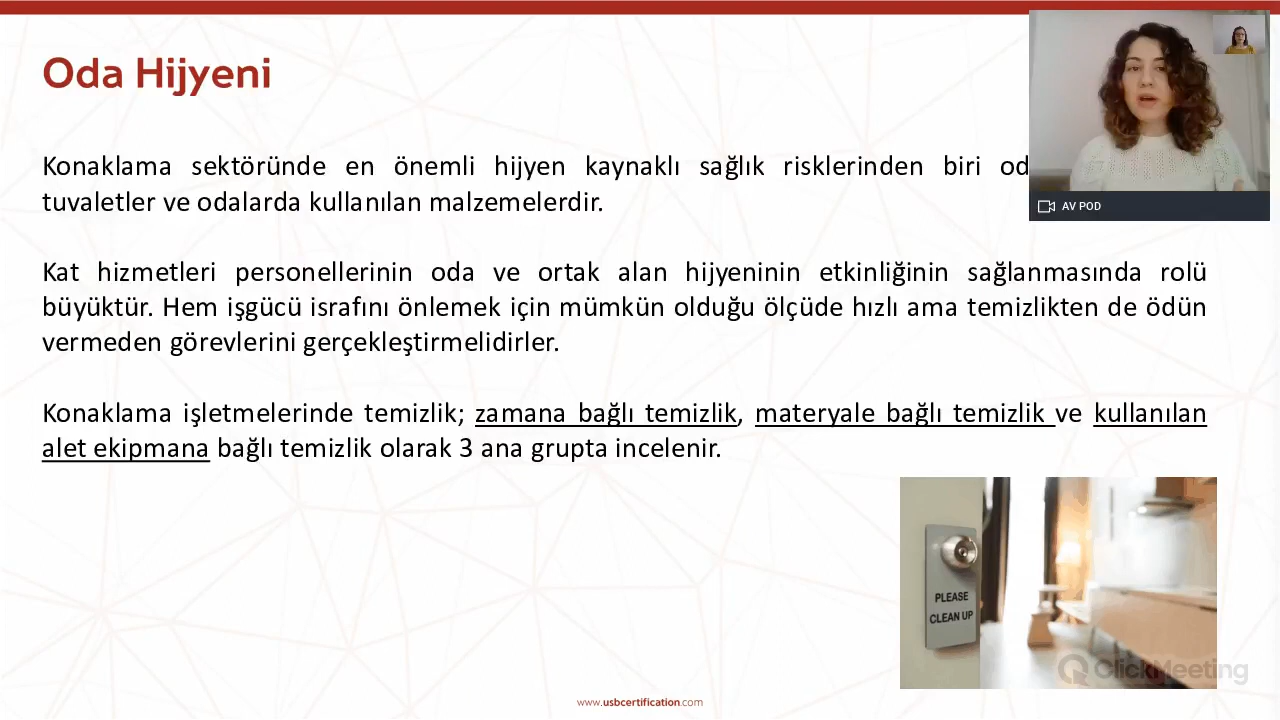 Oda Hijyeni
Konaklama sektöründe en önemli hijyen kaynaklı sağlık risklerinden biri
tuvaletler ve odalarda kullanılan malzemelerdir.
Kat hizmetleri personellerinin oda ve ortak alan hijyeninin etkinliğinin sağlanmasında rolü
büyüktür. Hem işgücü israfını önlemek için mümkün olduğu ölçüde hızlı ama temizlikten de ödün
vermeden görevlerini gerçekleştirmelidirler.
Konaklama işletmelerinde temizlik; zamana bağlı temizlik, materyale bağlı temizlik ve kullanılan
alet ekipmana bağlı temizlik olarak 3 ana grupta incelenir.
AV POD
PLEASE
CLEAN UP
ClickMeeting
www.usbcertification.com